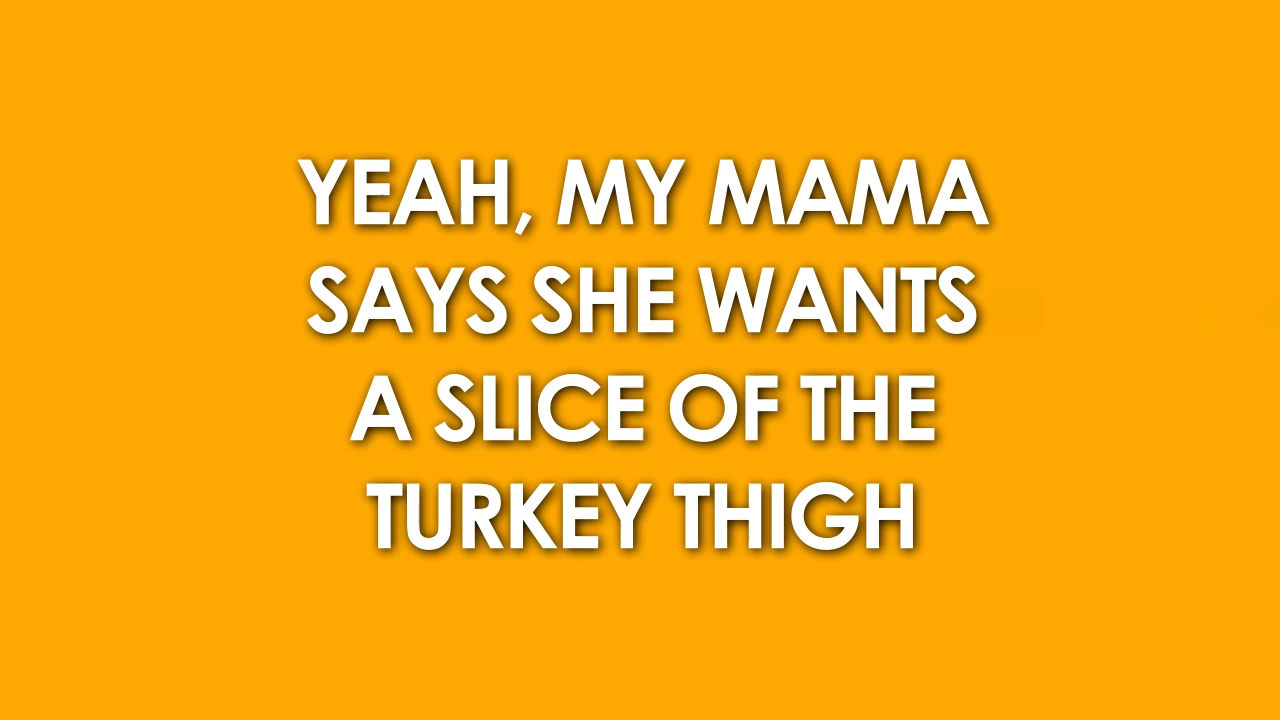 YEAH, MY MAMA
SAYS SHE WANTS
A SLICE OF THE
TURKEY THIGH